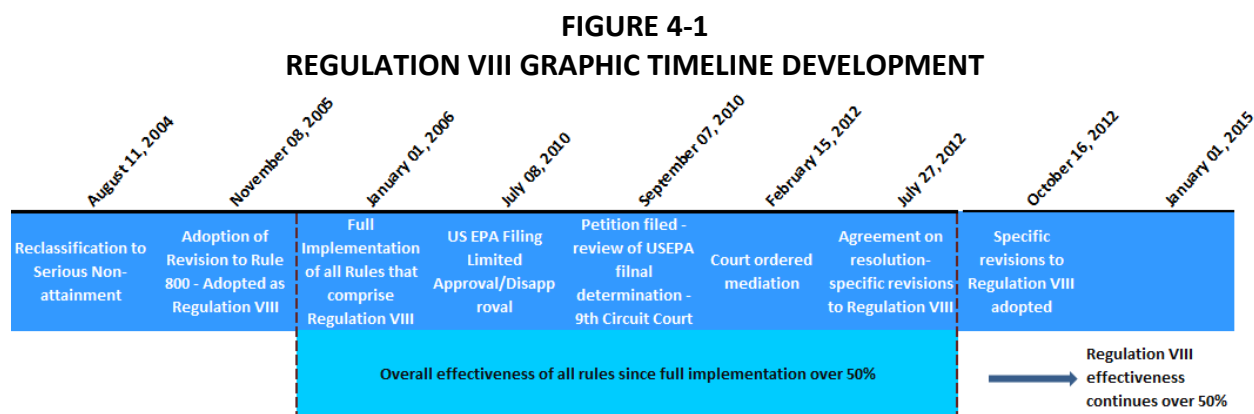 FIGURE 4-1
REGULATION VIII GRAPHIC TIMELINE DEVELOPMENT
August 11, 2004
November 08, 2005
January 01, 2006
July 08, 2010
September 07, 2010
February 15, 2012
July 27, 2012
October 16, 2012
January 01, 2015
Reclassification to
Serious Non-
attainment
Adoption of
Revision to Rule
800 - Adopted as
Regulation VIII
Full
Implementation
of all Rules that
comprise
Regulation VIII
US EPA Filing
Limited
Approval/Disapp
roval
Petition filed -
review of USEPA
filnal
determination -
9th Circuit Court
Court ordered
mediation
Agreement on
resolution-
specific revisions
to Regulation VIII
Specific
revisions to
Regulation VIII
adopted
Overall effectiveness of all rules since full implementation over 50%
Regulation VIII
effectiveness
continues over 50%